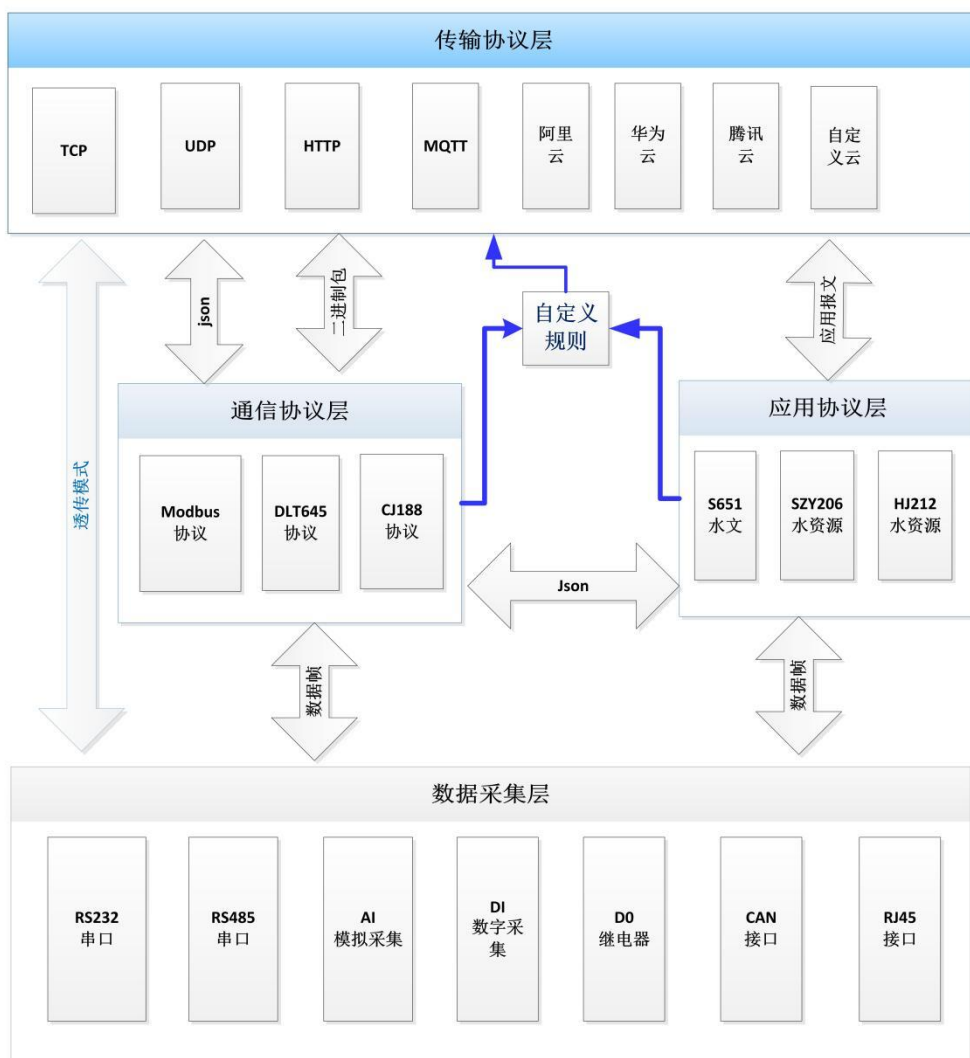 传输协议层
TCP
UDP
HTTP
MQTT
阿里
云
华为
云
腾讯
云
自定
义云
json
二进制包
自定义
规则
应用报文
透传模式
通信协议层
Modbus
协议
DLT645
协议
CJ188
协议
应用协议层
S651
水文
SZY206
水资源
HJ212
水资源
Json
数据帧
数据帧
数据采集层
RS232
串口
RS485
串口
AI
模拟采集
DI
数字采
集
D0
继电器
CAN
接口
RJ45
接口